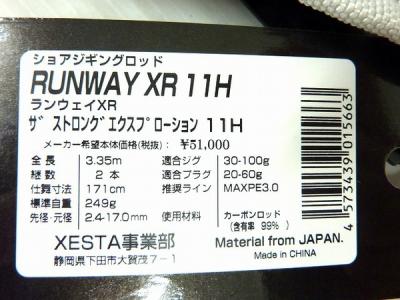 ショアジギングロッド
RUNWAY XR 11H
ランウェイXR
ザ ストロングエクスプローション 11H
メーカー希望本体価格(税抜): ¥51,000
全長 3.35m 適合ジグ 30-100g
継数 2 本 適合プラグ 20-60g
仕舞寸法 171cm 推奨ライン MAXPE3.0
標準自重 249g
先径･元径 2.4-17.0mm 使用材料 カーボンロッド
(含有率 99%)
XESTA事業部 Material from JAPAN.
静岡県下田市大賀茂7-1 Made in CHINA
4573439015663